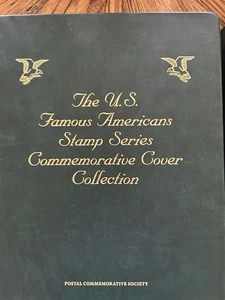 The U.S.
Famous Americans
Stamp Series
Commemorative Cover
Collection
POSTAL COMMEMORATIVE SOCIETY